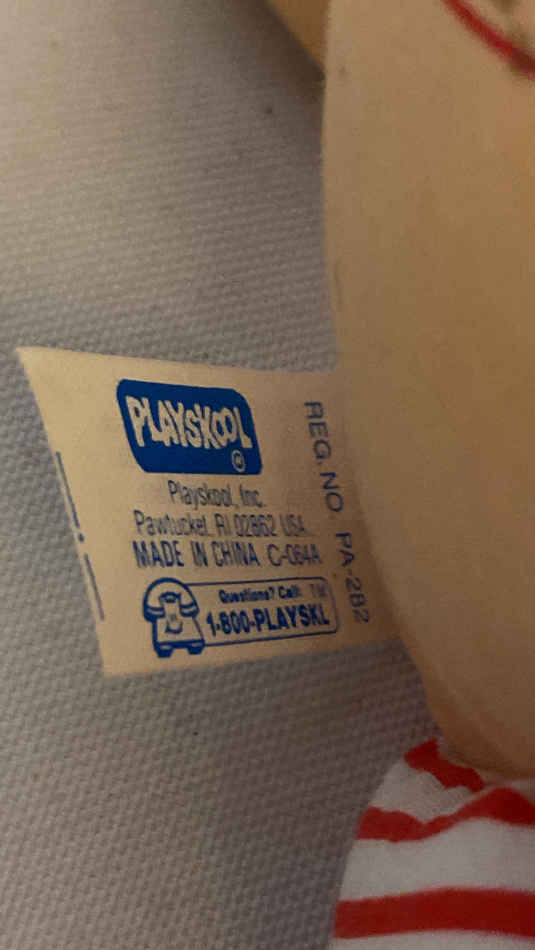 PLAYSKOOL
®
Playskool, Inc.
Pawtucket, RI 02862 USA
MADE IN CHINA C-064A
Questions? Call: TM
1-800-PLAYSKL
REG. NO. PA-282